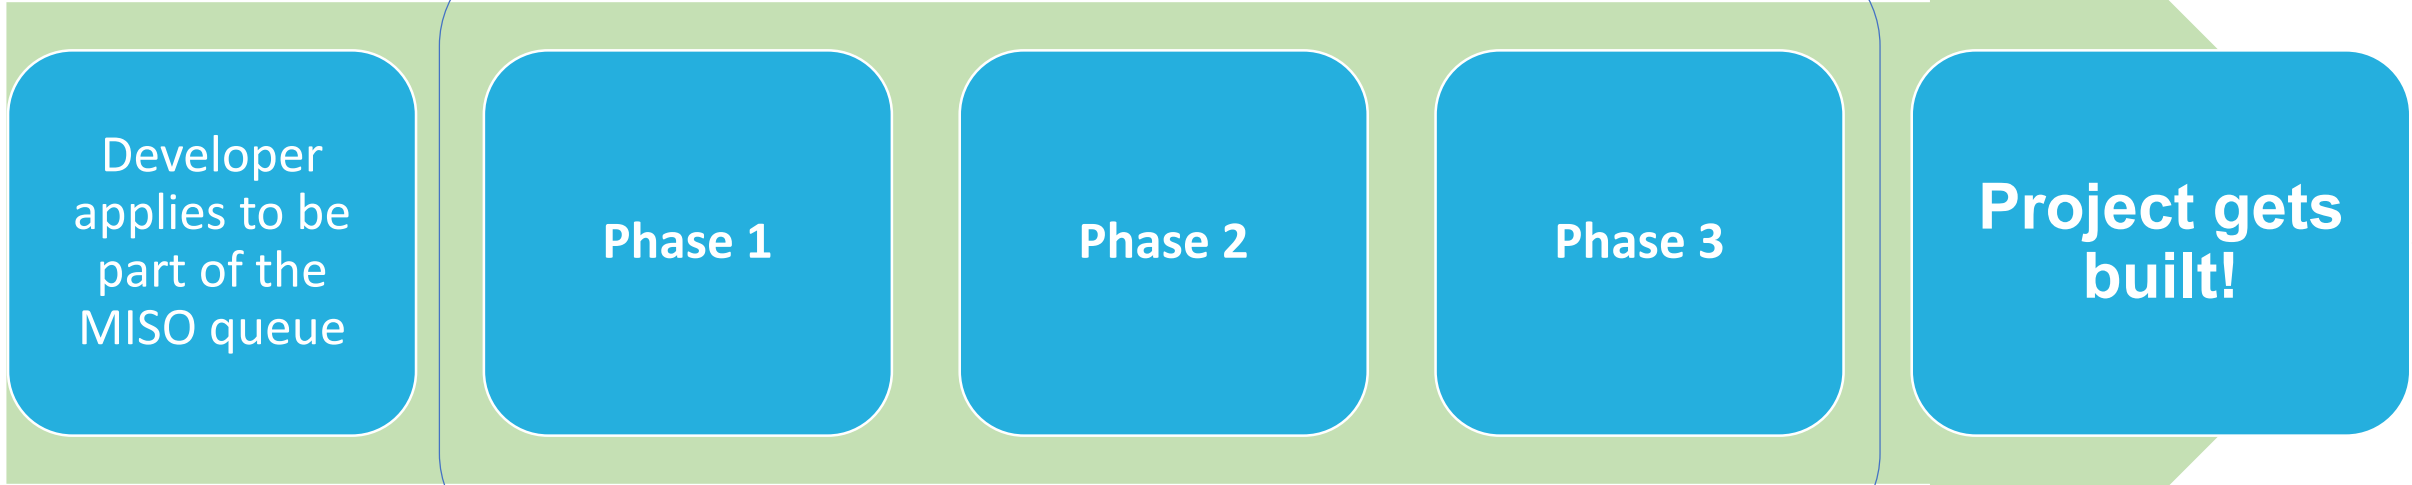 Developer
applies to be
part of the
MISO queue
Phase 1
Phase 2
Phase 3
Project gets
built!